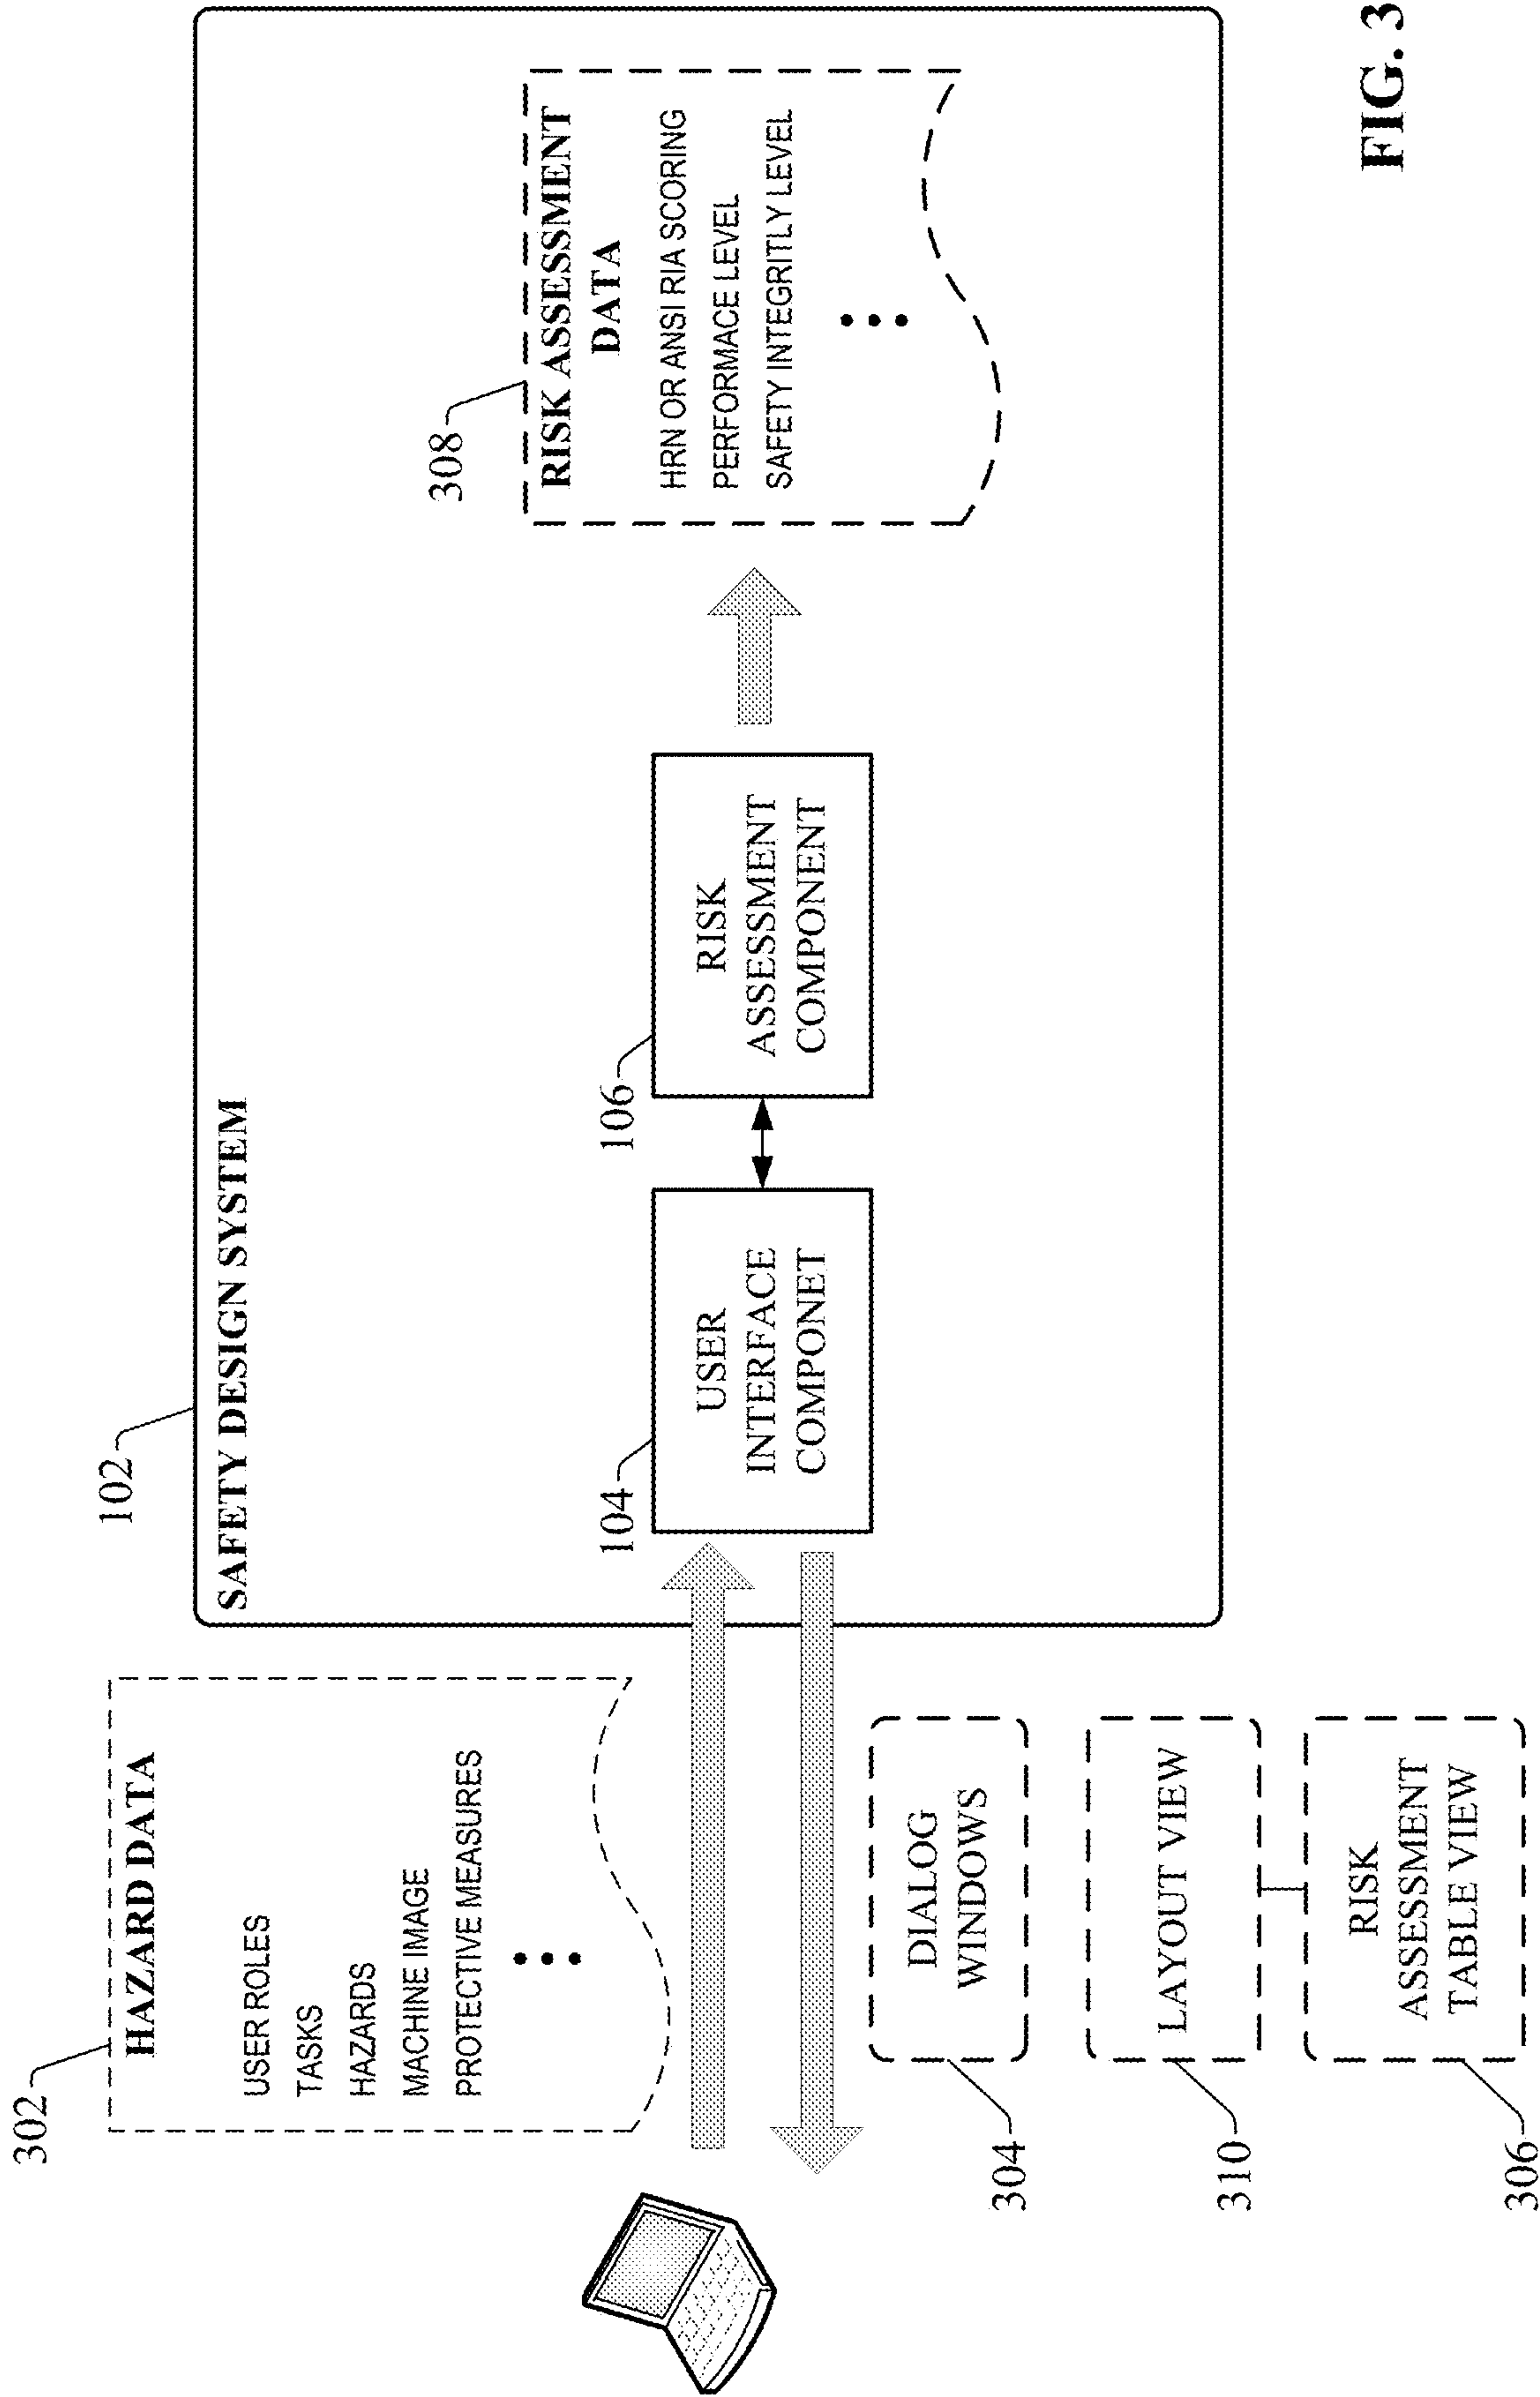 302
HAZARD DATA
USER ROLES
TASKS
HAZARDS
MACHINE IMAGE
PROTECTIVE MEASURES
102
SAFETY DESIGN SYSTEM
104
USER
INTERFACE
COMPONET
106
RISK
ASSESSMENT
COMPONENT
308
RISK ASSESSMENT
DATA
HRN OR ANSI RIA SCORING
PERFORMACE LEVEL
SAFETY INTEGRITLY LEVEL
304
DIALOG
WINDOWS
310
LAYOUT VIEW
306
RISK
ASSESSMENT
TABLE VIEW
FIG. 3